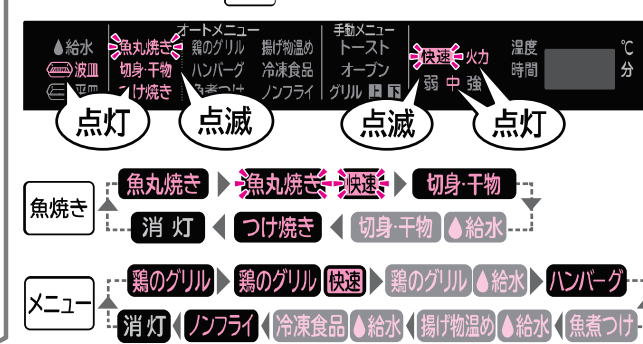 オートメニュー 手動メニュー
給水 魚丸焼き 鶏のグリル 揚げ物温め トースト 快速 火力 温度 ℃
波皿 切身・干物 ハンバーグ 冷凍食品 オーブン 弱 中 強 時間 分
平皿 つけ焼き 魚煮つけ ノンフライ グリル 上 下
点灯 点滅 点滅 点灯
魚焼き
魚丸焼き 魚丸焼き 快速 切身・干物
消灯 つけ焼き 切身・干物 給水
メニュー
鶏のグリル 鶏のグリル 快速 鶏のグリル 給水 ハンバーグ
消灯 ノンフライ 冷凍食品 給水 揚げ物温め 給水 魚煮つけ